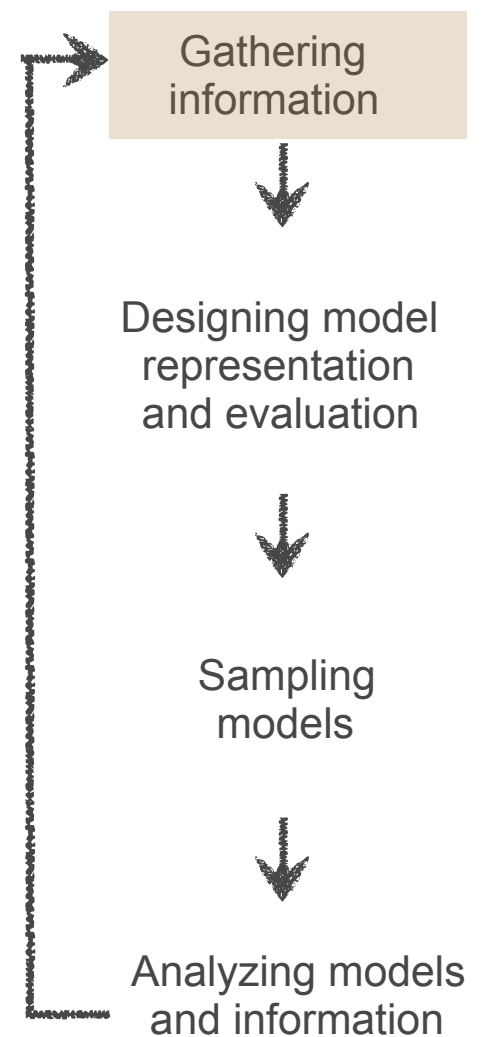 Gathering
information
Designing model
representation
and evaluation
Sampling
models
Analyzing models
and information